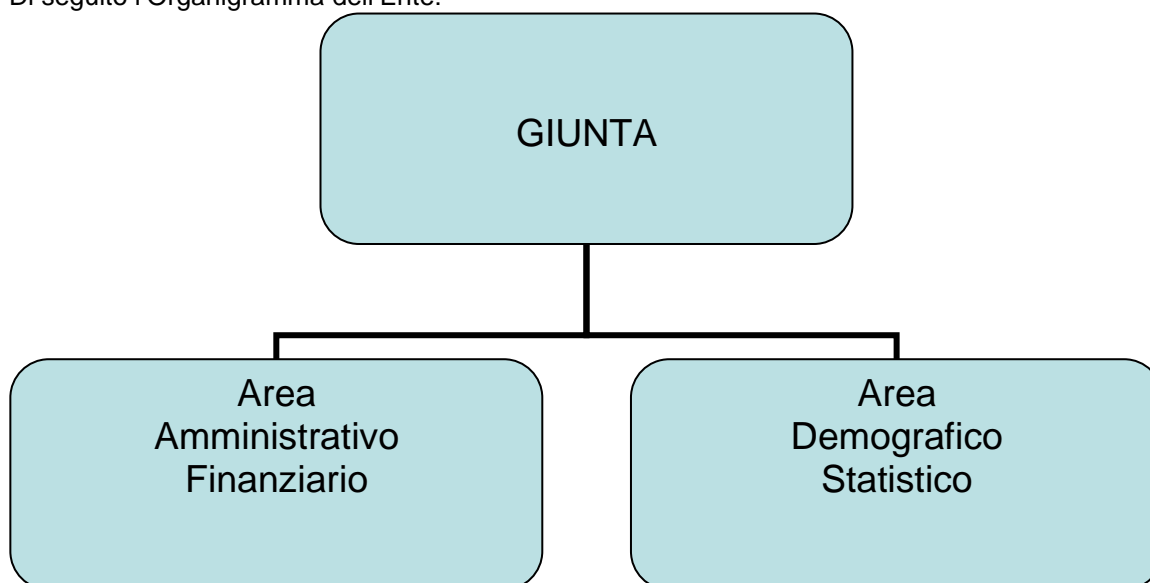 Di seguito l'Organigramma dell'Ente:
GIUNTA
Area
Amministrativo
Finanziario
Area
Demografico
Statistico